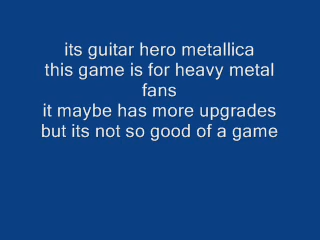 its guitar hero metallica
this game is for heavy metal
fans
it maybe has more upgrades
but its not so good of a game